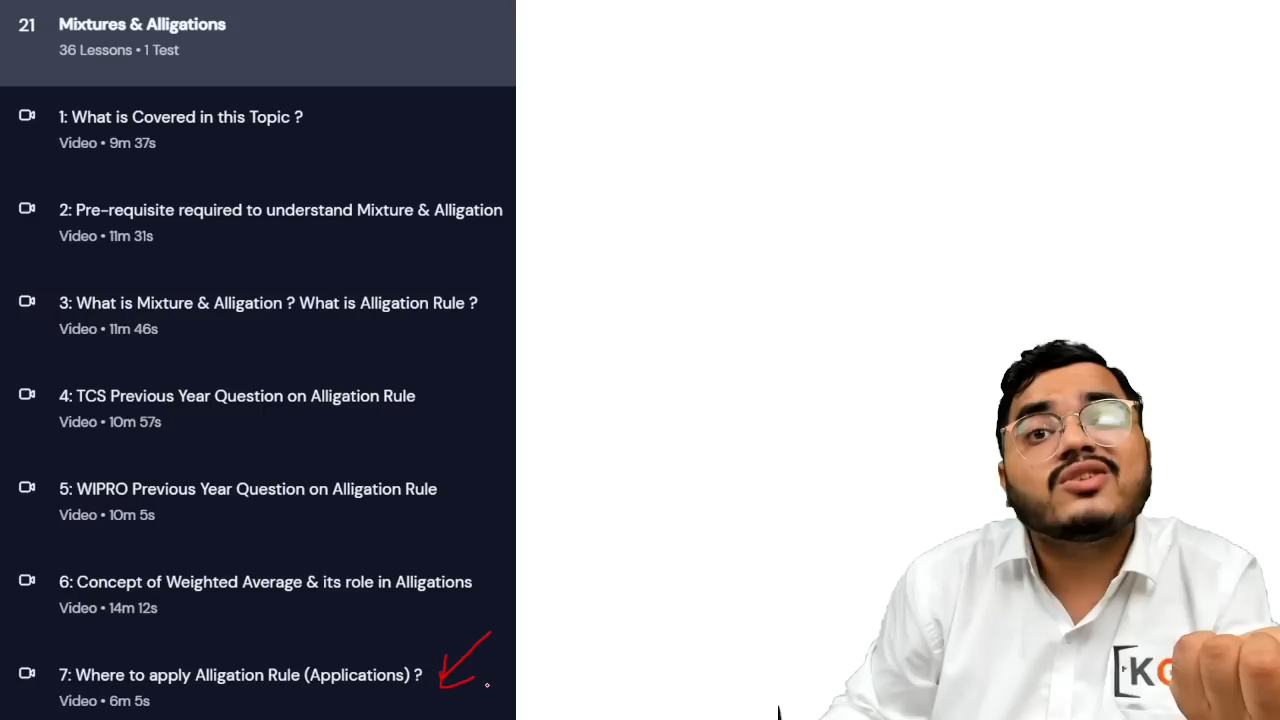 21 Mixtures & Alligations
36 Lessons • 1 Test
1: What is Covered in this Topic ?
Video • 9m 37s
2: Pre-requisite required to understand Mixture & Alligation
Video • 11m 31s
3: What is Mixture & Alligation ? What is Alligation Rule ?
Video • 11m 46s
4: TCS Previous Year Question on Alligation Rule
Video • 10m 57s
5: WIPRO Previous Year Question on Alligation Rule
Video • 10m 5s
6: Concept of Weighted Average & its role in Alligations
Video • 14m 12s
7: Where to apply Alligation Rule (Applications) ?
Video • 6m 5s
KG